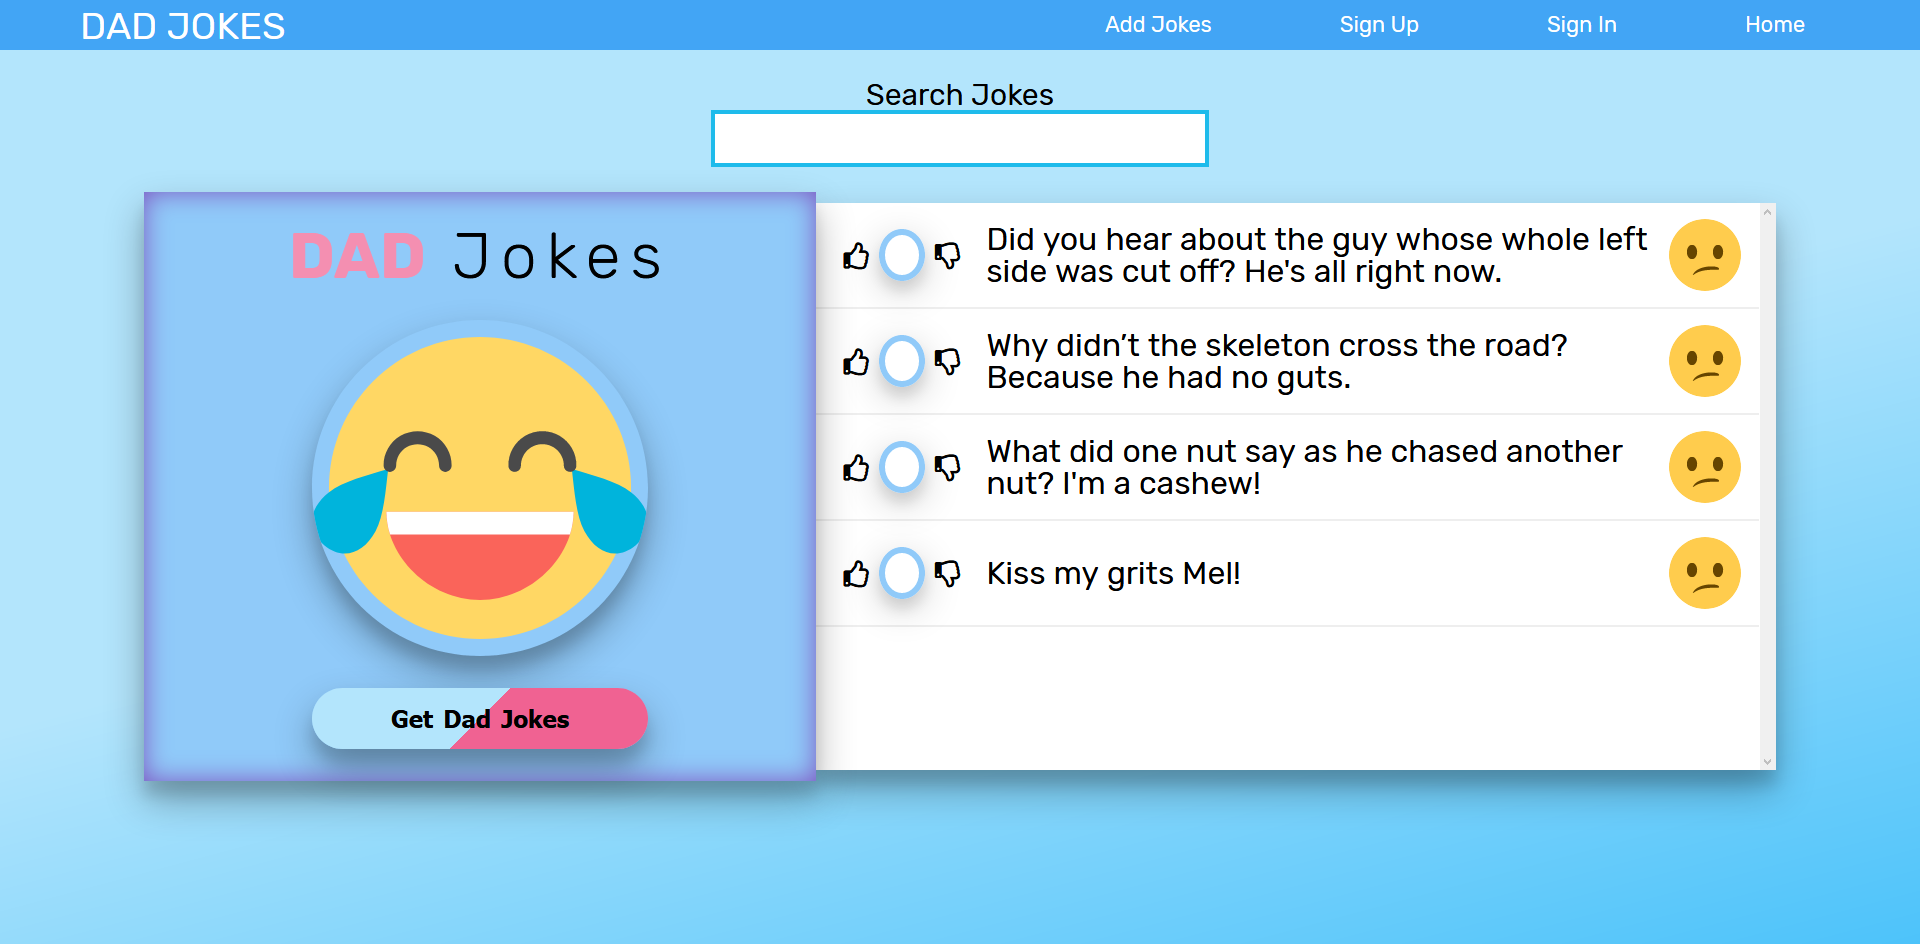 DAD JOKES
Add Jokes
Sign Up
Sign In
Home
Search Jokes
DAD Jokes
Get Dad Jokes
Did you hear about the guy whose whole left
side was cut off? He's all right now.
Why didn’t the skeleton cross the road?
Because he had no guts.
What did one nut say as he chased another
nut? I'm a cashew!
Kiss my grits Mel!